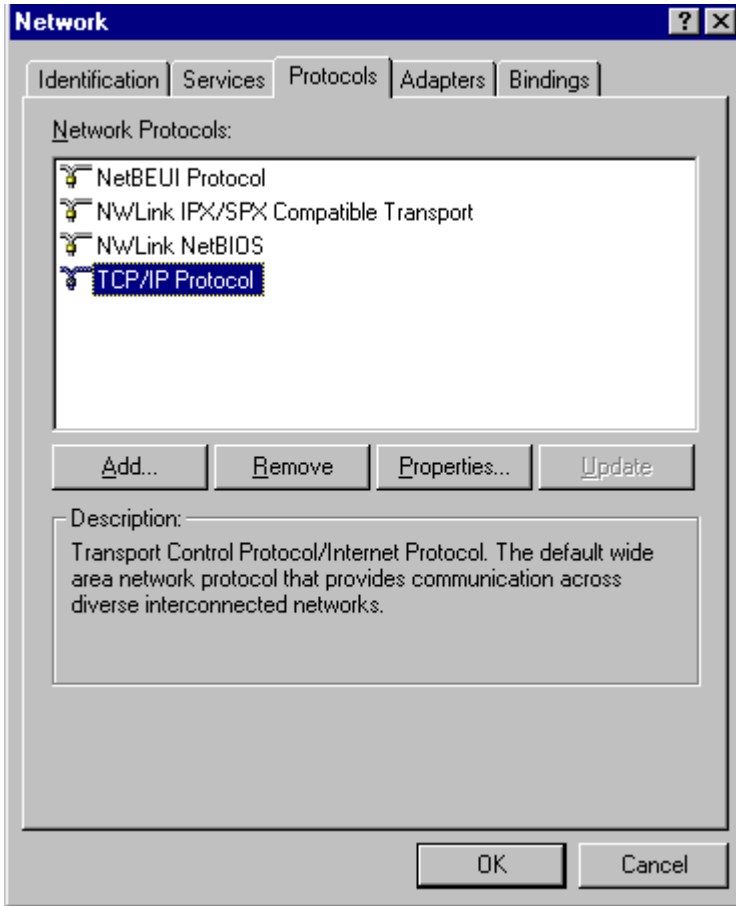 Network
Identification Services Protocols Adapters Bindings
Network Protocols:
NetBEUI Protocol
NWLink IPX/SPX Compatible Transport
NWLink NetBIOS
TCP/IP Protocol
Add... Remove Properties... Update
Description:
Transport Control Protocol/Internet Protocol. The default wide
area network protocol that provides communication across
diverse interconnected networks.
OK Cancel